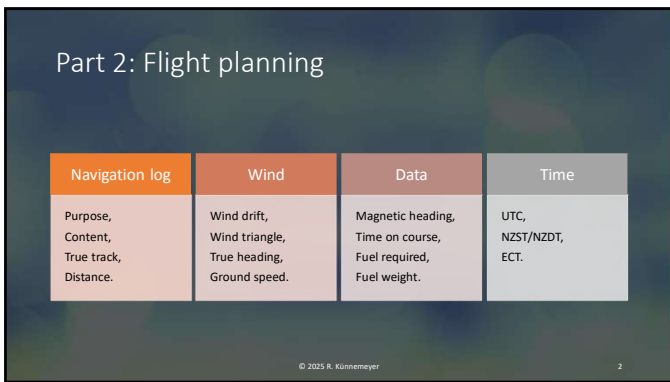 Part 2: Flight planning
Navigation log
Purpose,
Content,
True track,
Distance.
Wind
Wind drift,
Wind triangle,
True heading,
Ground speed.
Data
Magnetic heading,
Time on course,
Fuel required,
Fuel weight.
Time
UTC,
NZST/NZDT,
ECT.
© 2025 R. Künnemeyer
2